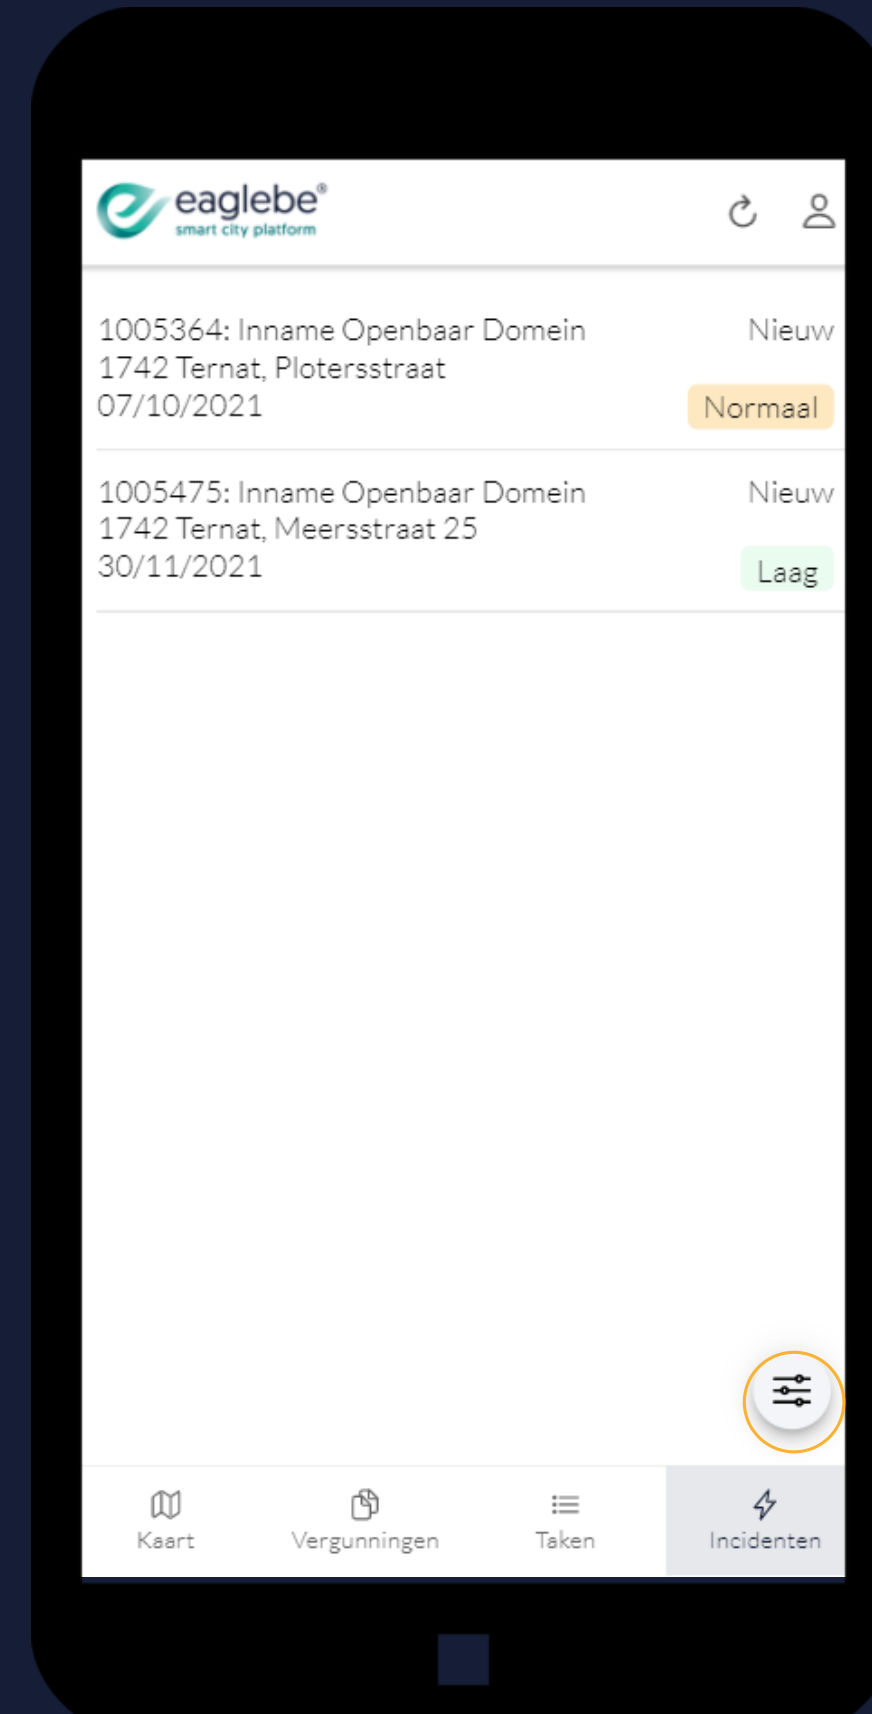 eaglebe®
smart city platform
1005364: Inname Openbaar Domein
Nieuw
1742 Ternat, Plotersstraat
07/10/2021
Normaal
1005475: Inname Openbaar Domein
Nieuw
1742 Ternat, Meersstraat 25
30/11/2021
Laag
Kaart
Vergunningen
Taken
Incidenten